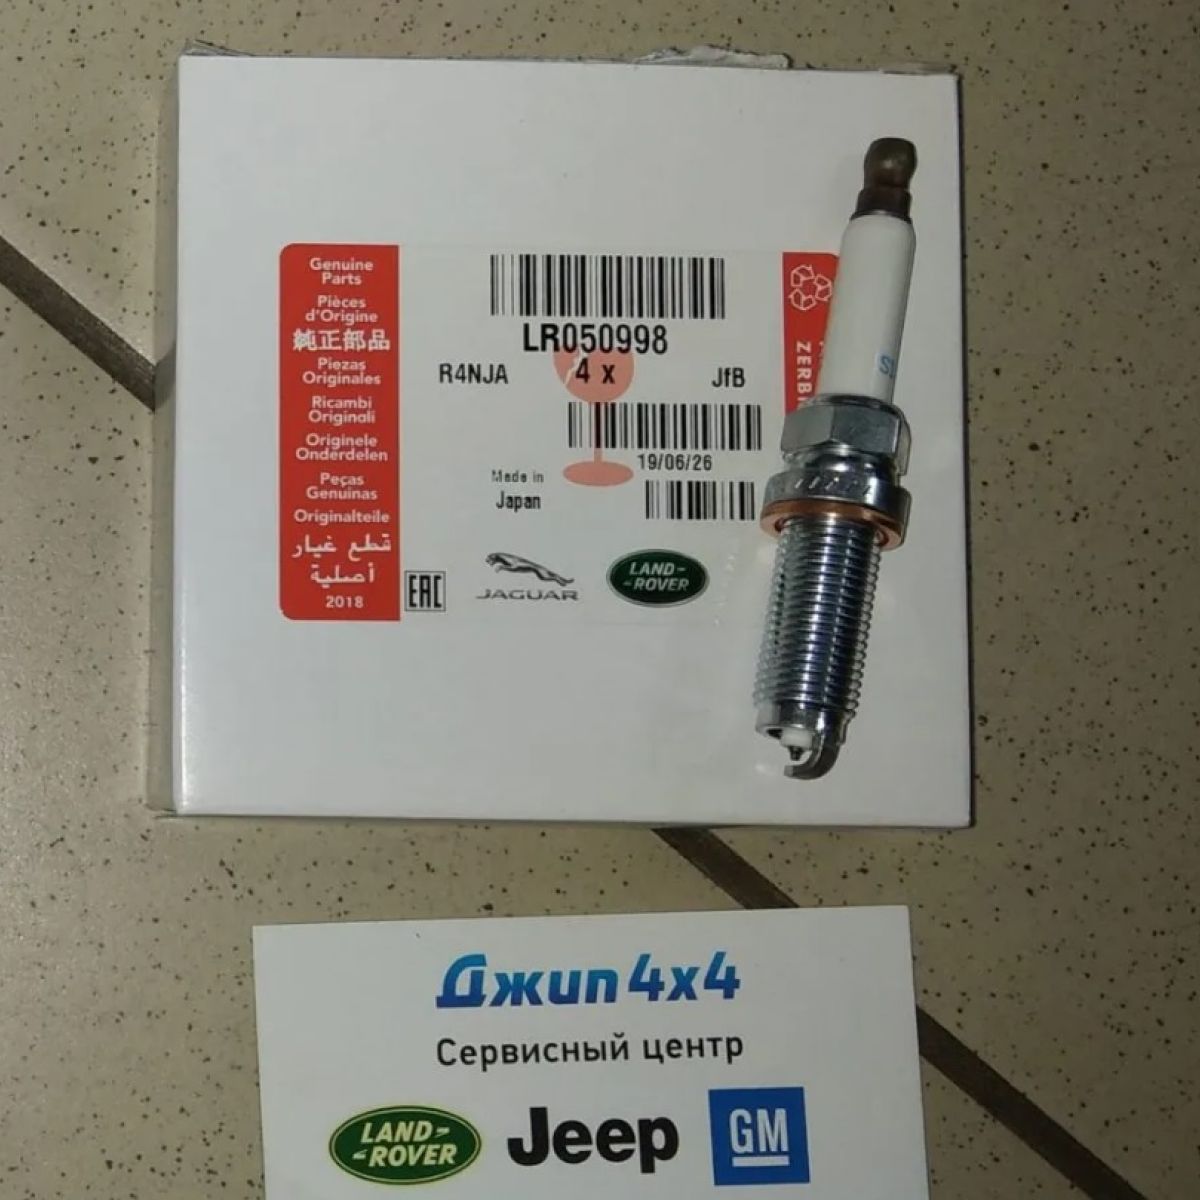 Genuine
Parts
Pièces
d'Origine
純正部品
Piezas
Originales
Ricambi
Originali
Originele
Onderdelen
Peças
Genuinas
Originalteile
قطع غيار
أصلية
2018
LR050998
R4NJA
4 x
JfB
19/06/26
Made in
Japan
EAC
JAGUAR
LAND-
-ROVER
Джип 4x4
Сервисный центр
LAND-
-ROVER
Jeep
GM